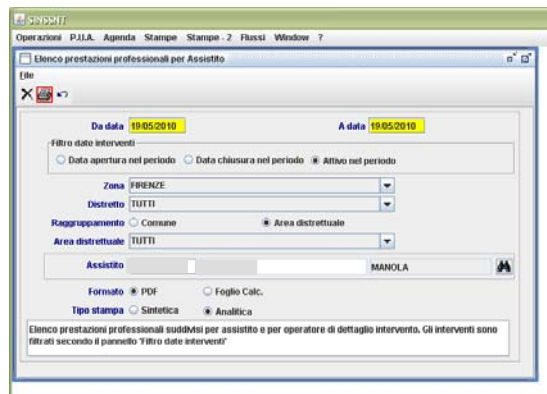 SINSSNT
Operazioni P.U.A. Agenda Stampe Stampe - 2 Flussi Window ?
Elenco prestazioni professionali per Assistito
File
Da data 19/05/2010 A data 19/05/2010
Filtro date interventi
Data apertura nel periodo Data chiusura nel periodo Attivo nel periodo
Zona FIRENZE
Distretto TUTTI
Raggruppamento Comune Area distrettuale
Area distrettuale TUTTI
Assistito MANOLA
Formato PDF Foglio Calc.
Tipo stampa Sintetica Analitica
Elenco prestazioni professionali suddivisi per assistito e per operatore di dettaglio intervento. Gli interventi sono
filtrati secondo il pannello 'Filtro date interventi'